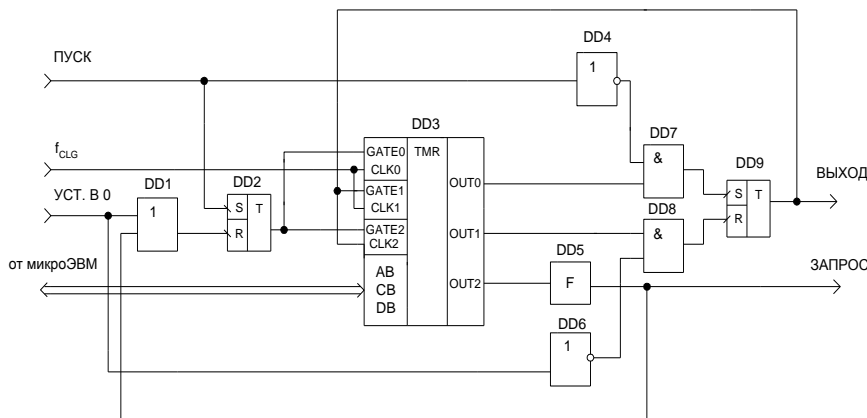 DD4
ПУСК
1
DD3
DD7
f CLG
GATE0
TMR
&
CLK0
DD9
ВЫХОД
УСТ. В 0
DD1
DD2
GATE1
OUT0
S
T
CLK1
DD8
1
S
T
R
R
GATE2
OUT1
&
CLK2
DD5
от микроЭВМ
ЗАПРОС
AB
CB
DB
OUT2
F
DD6
1